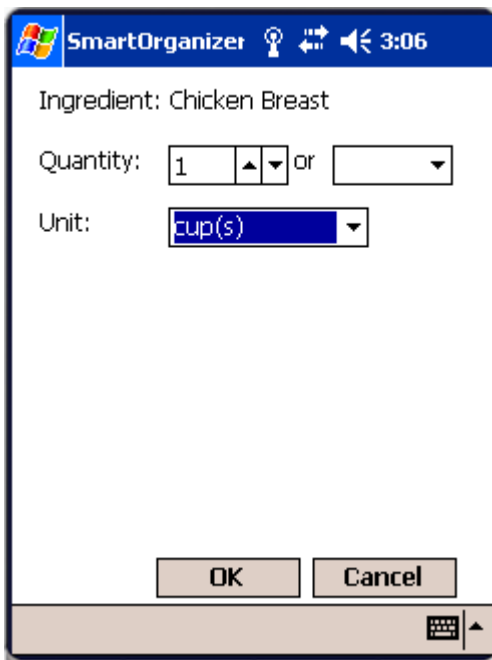 SmartOrganizer 3:06
Ingredient: Chicken Breast
Quantity: 1 or
Unit: cup(s)
OK Cancel